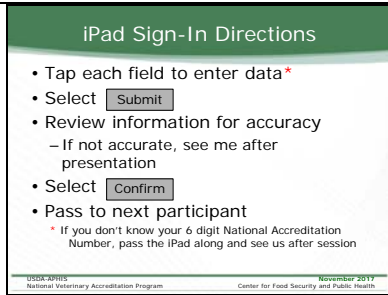 iPad Sign-In Directions
• Tap each field to enter data*
• Select Submit
• Review information for accuracy
– If not accurate, see me after
presentation
• Select Confirm
• Pass to next participant
* If you don't know your 6 digit National Accreditation
Number, pass the iPad along and see us after session
USDA-APHIS
National Veterinary Accreditation Program
November 2017
Center for Food Security and Public Health